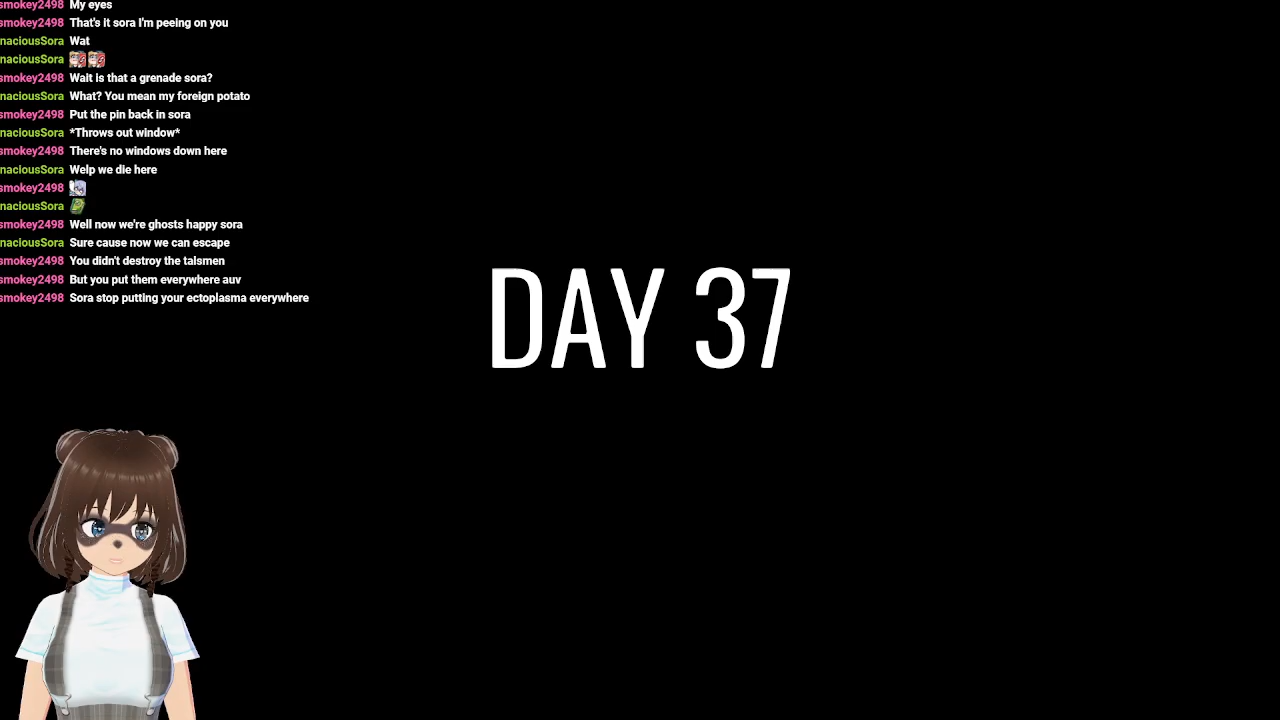 smokey2498 My eyes
smokey2498 That's it sora I'm peeing on you
naciousSora Wat
naciousSora
smokey2498 Wait is that a grenade sora?
naciousSora What? You mean my foreign potato
smokey2498 Put the pin back in sora
naciousSora *Throws out window*
smokey2498 There's no windows down here
naciousSora Welp we die here
smokey2498
naciousSora
smokey2498 Well now we're ghosts happy sora
naciousSora Sure cause now we can escape
smokey2498 You didn't destroy the talsmen
smokey2498 But you put them everywhere auv
smokey2498 Sora stop putting your ectoplasma everywhere
DAY 37